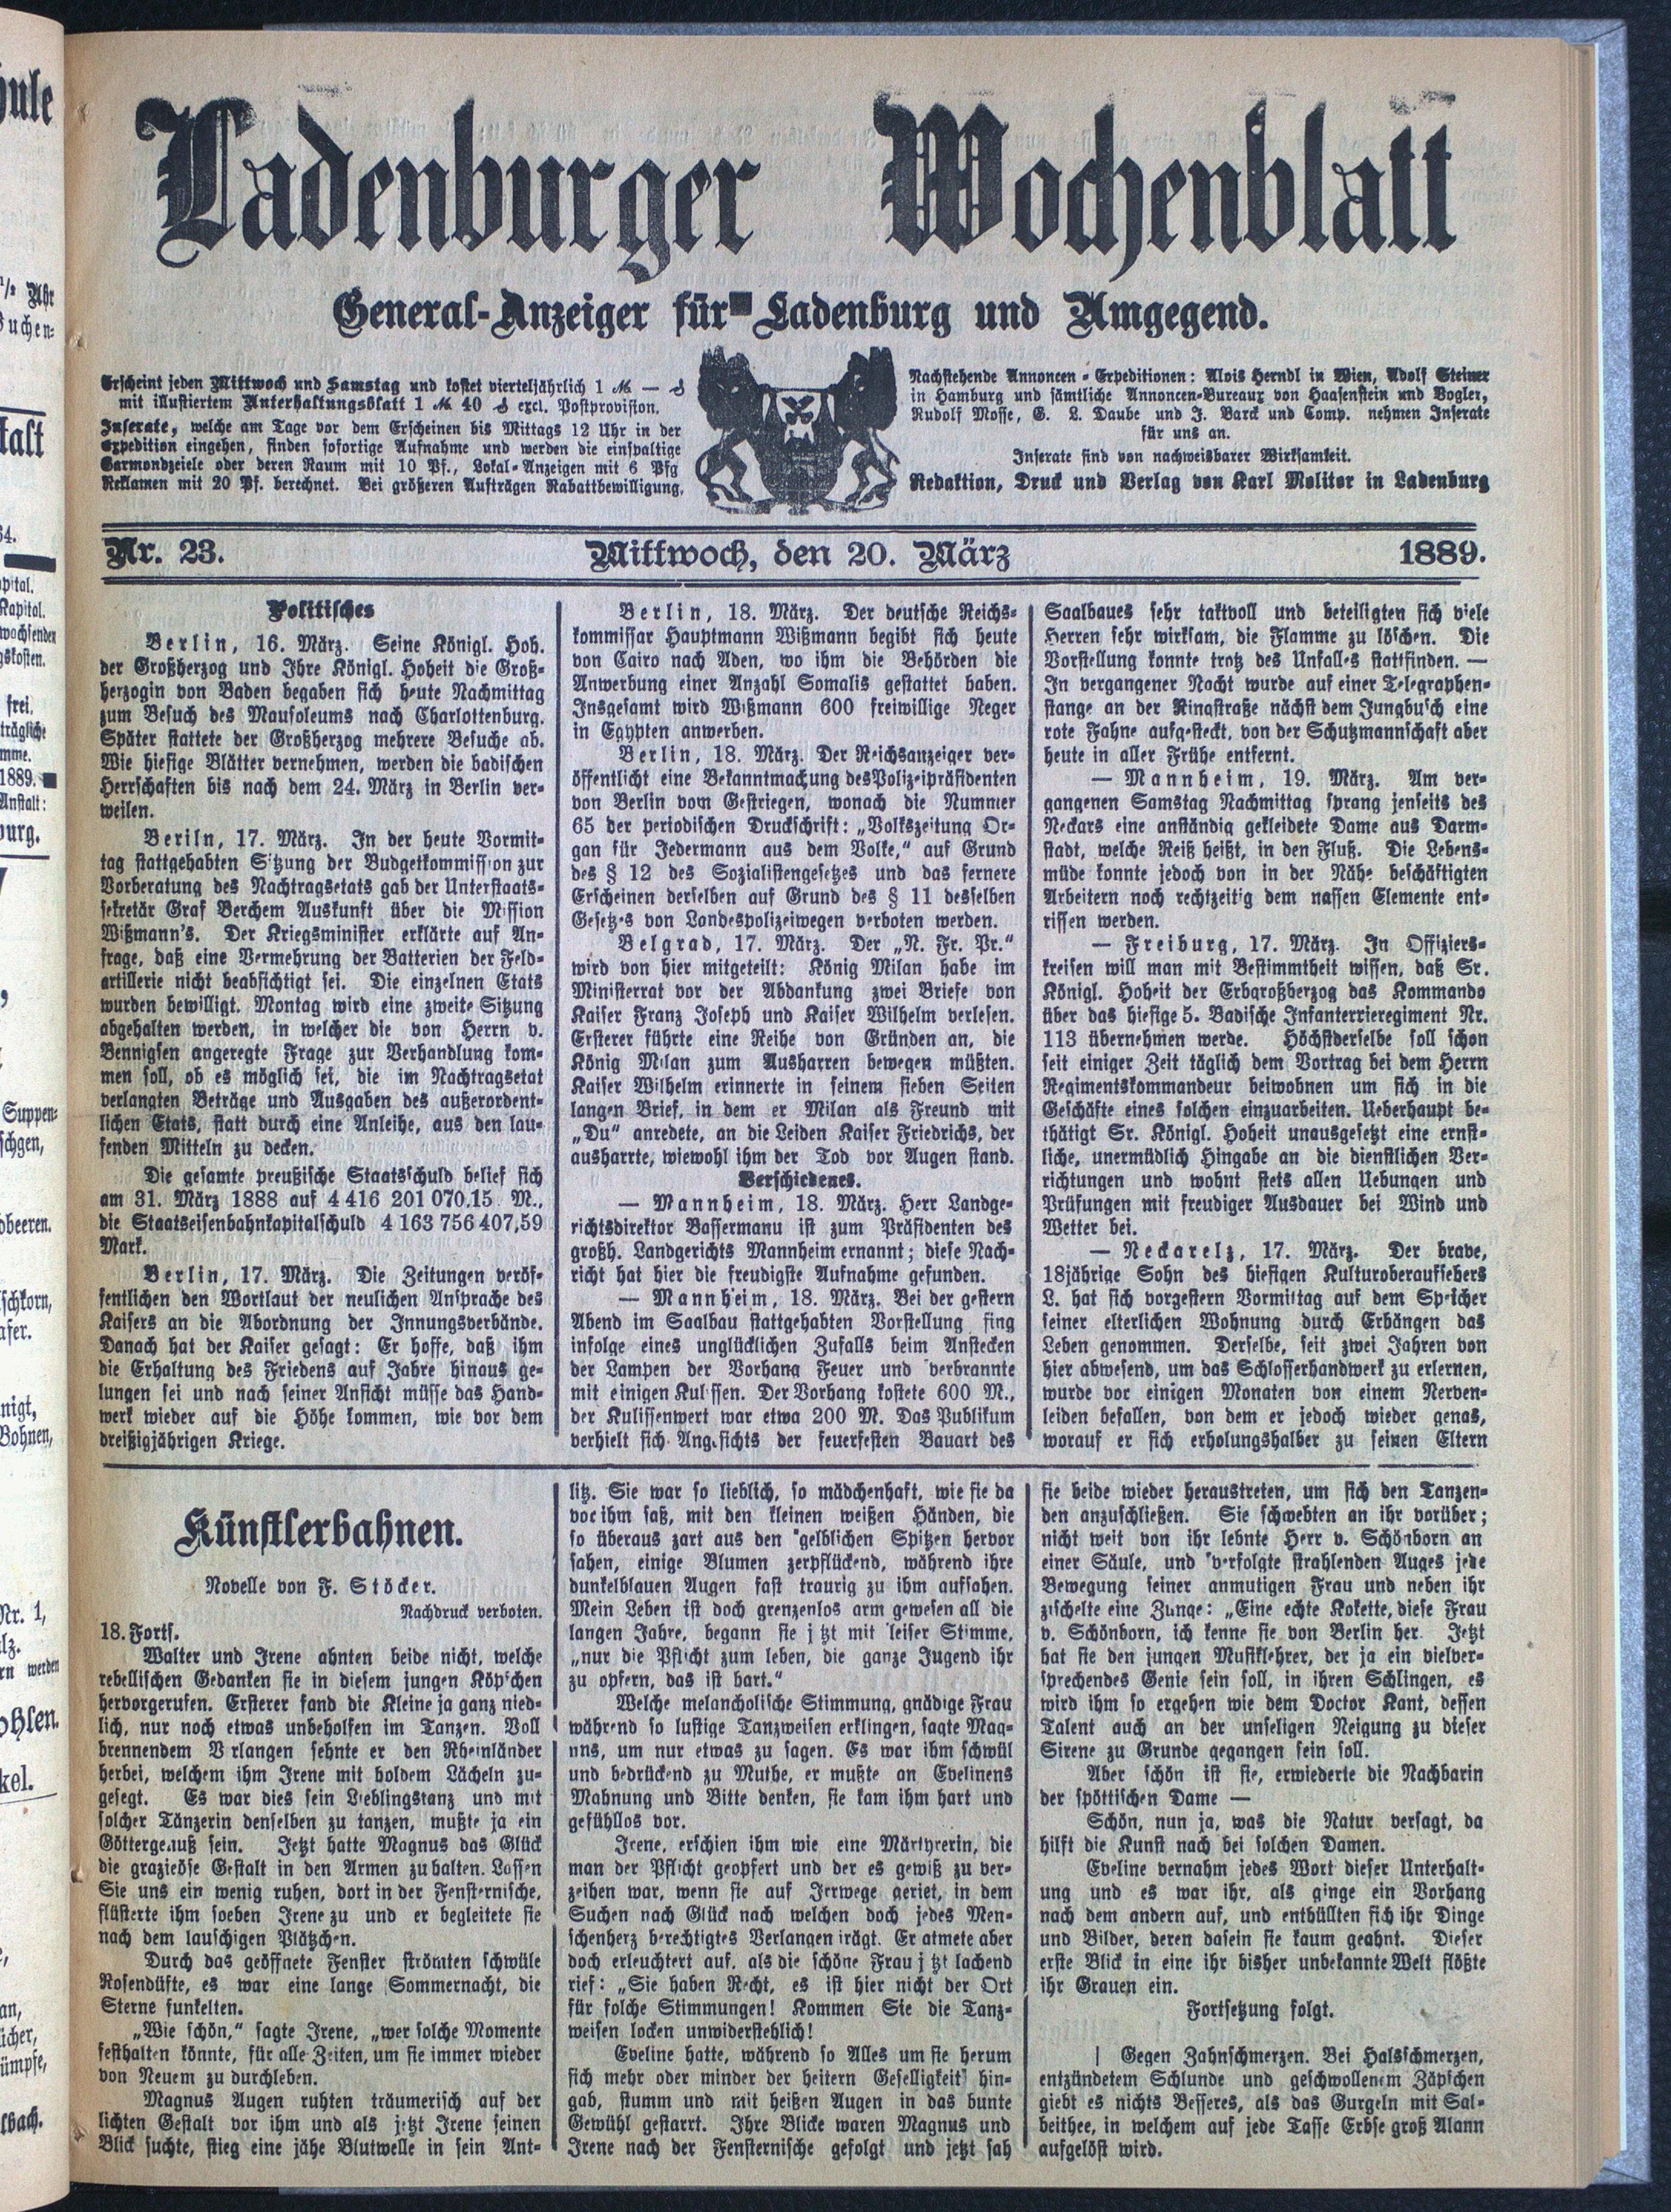 Ladenburger Wochenblatt
General-Anzeiger für Ladenburg und Umgegend.
Erscheint jeden Mittwoch und Samstag und kostet vierteljährlich 1 M. — ₰
mit illustriertem Unterhaltungsblatt 1 M. 40 ₰ excl. Postprovision.
Inserate, welche am Tage vor dem Erscheinen bis Mittags 12 Uhr in der
Expedition eingehen, finden sofortige Aufnahme und werden die einspaltige
Garmondzeile oder deren Raum mit 10 Pf., Lokal-Anzeigen mit 6 Pfg
Reklamen mit 20 Pf. berechnet. Bei größeren Aufträgen Rabattbewilligung.
Nachstehende Annoncen-Expeditionen: Alois Herndl in Wien, Adolf Steiner
in Hamburg und sämtliche Annoncen-Bureaux von Haasenstein und Vogler,
Rudolf Mosse, G. L. Daube und J. Barck und Comp. nehmen Inserate
für uns an.
Inserate sind von nachweisbarer Wirksamkeit.
Redaktion, Druck und Verlag von Karl Molitor in Ladenburg
Nr. 23. Mittwoch, den 20. März 1889.
Politisches
Berlin, 16. März. Seine Königl. Hoh.
der Großherzog und Ihre Königl. Hoheit die Groß-
herzogin von Baden begaben sich heute Nachmittag
zum Besuch des Mausoleums nach Charlottenburg.
Später stattete der Großherzog mehrere Besuche ab.
Wie hiesige Blätter vernehmen, werden die badischen
Herrschaften bis nach dem 24. März in Berlin ver-
weilen.
Beriln, 17. März. In der heute Vormit-
tag stattgehabten Sitzung der Budgetkommission zur
Vorberatung des Nachtragsetats gab der Unterstaats-
sekretär Graf Berchem Auskunft über die Mission
Wißmann's. Der Kriegsminister erklärte auf An-
frage, daß eine Vermehrung der Batterien der Feld-
artillerie nicht beabsichtigt sei. Die einzelnen Etats
wurden bewilligt. Montag wird eine zweite Sitzung
abgehalten werden, in welcher die von Herrn v.
Bennigsen angeregte Frage zur Verhandlung kom-
men soll, ob es möglich sei, die im Nachtragsetat
verlangten Beträge und Ausgaben des außerordent-
lichen Etats, statt durch eine Anleihe, aus den lau-
fenden Mitteln zu decken.
Die gesamte preußische Staatsschuld belief sich
am 31. März 1888 auf 4 416 201 070,15 M.,
die Staatseisenbahnkapitalschuld 4 163 756 407,59
Mark.
Berlin, 17. März. Die Zeitungen veröf-
fentlichen den Wortlaut der neulichen Ansprache des
Kaisers an die Abordnung der Innungsverbände.
Danach hat der Kaiser gesagt: Er hoffe, daß ihm
die Erhaltung des Friedens auf Jahre hinaus ge-
lungen sei und nach seiner Ansicht müsse das Hand-
werk wieder auf die Höhe kommen, wie vor dem
dreißigjährigen Kriege.
Berlin, 18. März. Der deutsche Reichs-
kommissar Hauptmann Wißmann begibt sich heute
von Cairo nach Aden, wo ihm die Behörden die
Anwerbung einer Anzahl Somalis gestattet haben.
Insgesamt wird Wißmann 600 freiwillige Neger
in Egypten anwerben.
Berlin, 18. März. Der Reichsanzeiger ver-
öffentlicht eine Bekanntmachung des Polizeipräsidenten
von Berlin vom Gestriegen, wonach die Nummer
65 der periodischen Druckschrift: „Volkszeitung Or-
gan für Jedermann aus dem Volke,“ auf Grund
des § 12 des Sozialistengesetzes und das fernere
Erscheinen derselben auf Grund des § 11 desselben
Gesetzes von Landespolizeiwegen verboten werden.
Belgrad, 17. März. Der „N. Fr. Pr.“
wird von hier mitgeteilt: König Milan habe im
Ministerrat vor der Abdankung zwei Briefe von
Kaiser Franz Joseph und Kaiser Wilhelm verlesen.
Ersterer führte eine Reihe von Gründen an, die
König Milan zum Ausharren bewegen müßten.
Kaiser Wilhelm erinnerte in seinem sieben Seiten
langen Brief, in dem er Milan als Freund mit
„Du“ anredete, an die Leiden Kaiser Friedrichs, der
ausharrte, wiewohl ihm der Tod vor Augen stand.
Verschiedenes.
— Mannheim, 18. März. Herr Landge-
richtsdirektor Bassermanu ist zum Präsidenten des
großh. Landgerichts Mannheim ernannt; diese Nach-
richt hat hier die freudigste Aufnahme gefunden.
— Mannheim, 18. März. Bei der gestern
Abend im Saalbau stattgehabten Vorstellung fing
infolge eines unglücklichen Zufalls beim Anstecken
der Lampen der Vorhang Feuer und verbrannte
mit einigen Kulissen. Der Vorhang kostete 600 M.,
der Kulissenwert war etwa 200 M. Das Publikum
verhielt sich Angesichts der feuerfesten Bauart des
Saalbaues sehr taktvoll und beteiligten sich viele
Herren sehr wirksam, die Flamme zu löschen. Die
Vorstellung konnte trotz des Unfalles stattfinden. —
In vergangener Nacht wurde auf einer Telegraphen-
stange an der Ringstraße nächst dem Jungbusch eine
rote Fahne aufgesteckt, von der Schutzmannschaft aber
heute in aller Frühe entfernt.
— Mannheim, 19. März. Am ver-
gangenen Samstag Nachmittag sprang jenseits des
Neckars eine anständig gekleidete Dame aus Darm-
stadt, welche Reiß heißt, in den Fluß. Die Lebens-
müde konnte jedoch von in der Nähe beschäftigten
Arbeitern noch rechtzeitig dem nassen Elemente ent-
rissen werden.
— Freiburg, 17. März. In Offiziers-
kreisen will man mit Bestimmtheit wissen, daß Sr.
Königl. Hoheit der Erbgroßherzog das Kommando
über das hiesige 5. Badische Infanterrieregiment Nr.
113 übernehmen werde. Höchstderselbe soll schon
seit einiger Zeit täglich dem Vortrag bei dem Herrn
Regimentskommandeur beiwohnen um sich in die
Geschäfte eines solchen einzuarbeiten. Ueberhaupt be-
thätigt Sr. Königl. Hoheit unausgesetzt eine ernst-
liche, unermüdlich Hingabe an die dienstlichen Ver-
richtungen und wohnt stets allen Uebungen und
Prüfungen mit freudiger Ausdauer bei Wind und
Wetter bei.
— Neckarelz, 17. März. Der brave,
18jährige Sohn des hiesigen Kulturoberaufsehers
L. hat sich vorgestern Vormittag auf dem Speicher
seiner elterlichen Wohnung durch Erhängen das
Leben genommen. Derselbe, seit zwei Jahren von
hier abwesend, um das Schlosserhandwerk zu erlernen,
wurde vor einigen Monaten von einem Nerven-
leiden befallen, von dem er jedoch wieder genas,
worauf er sich erholungshalber zu seinen Eltern
Künstlerbahnen.
Novelle von F. Stöcker.
Nachdruck verboten.
18. Forts.
Walter und Irene ahnten beide nicht, welche
rebellischen Gedanken sie in diesem jungen Köpfchen
hervorgerufen. Ersterer fand die Kleine ja ganz nied-
lich, nur noch etwas unbeholfen im Tanzen. Voll
brennendem Verlangen sehnte er den Rheinländer
herbei, welchem ihm Irene mit holdem Lächeln zu-
gesagt. Es war dies sein Lieblingstanz und mit
solcher Tänzerin denselben zu tanzen, mußte ja ein
Göttergenuß sein. Jetzt hatte Magnus das Glück
die graziöse Gestalt in den Armen zu halten. Lassen
Sie uns ein wenig ruhen, dort in der Fensternische,
flüsterte ihm soeben Irene zu und er begleitete sie
nach dem lauschigen Plätzchen.
Durch das geöffnete Fenster strömten schwüle
Rosendüfte, es war eine lange Sommernacht, die
Sterne funkelten.
„Wie schön,“ sagte Irene, „wer solche Momente
festhalten könnte, für alle Zeiten, um sie immer wieder
von Neuem zu durchleben.
Magnus Augen ruhten träumerisch auf der
lichten Gestalt vor ihm und als jetzt Irene seinen
Blick suchte, stieg eine jähe Blutwelle in sein Ant-
litz. Sie war so lieblich, so mädchenhaft, wie sie da
vor ihm saß, mit den kleinen weißen Händen, die
so überaus zart aus den gelblichen Spitzen hervor
sahen, einige Blumen zerpflückend, während ihre
dunkelblauen Augen fast traurig zu ihm aufsahen.
Mein Leben ist doch grenzenlos arm gewesen all die
langen Jahre, begann sie jetzt mit leiser Stimme,
„nur die Pflicht zum leben, die ganze Jugend ihr
zu opfern, das ist hart.“
Welche melancholische Stimmung, gnädige Frau
während so lustige Tanzweisen erklingen, sagte Mag-
nns, um nur etwas zu sagen. Es war ihm schwül
und bedrückend zu Muthe, er mußte an Evelinens
Mahnung und Bitte denken, sie kam ihm hart und
gefühllos vor.
Irene, erschien ihm wie eine Märtyrerin, die
man der Pflicht geopfert und der es gewiß zu ver-
zeihen war, wenn sie auf Irrwege geriet, in dem
Suchen nach Glück nach welchen doch jedes Men-
schenherz berechtigtes Verlangen trägt. Er atmete aber
doch erleuchtert auf, als die schöne Frau jetzt lachend
rief: „Sie haben Recht, es ist hier nicht der Ort
für solche Stimmungen! Kommen Sie die Tanz-
weisen locken unwiderstehlich!
Eveline hatte, während so Alles um sie herum
sich mehr oder minder der heitern Geselligkeit hin-
gab, stumm und mit heißen Augen in das bunte
Gewühl gestarrt. Ihre Blicke waren Magnus und
Irene nach der Fensternische gefolgt und jetzt sah
sie beide wieder heraustreten, um sich den Tanzen-
den anzuschließen. Sie schwebten an ihr vorüber;
nicht weit von ihr lehnte Herr v. Schönborn an
einer Säule, und verfolgte strahlenden Auges jede
Bewegung seiner anmutigen Frau und neben ihr
zischelte eine Zunge: „Eine echte Kokette, diese Frau
v. Schönborn, ich kenne sie von Berlin her. Jetzt
hat sie den jungen Musiklehrer, der ja ein vielver-
sprechendes Genie sein soll, in ihren Schlingen, es
wird ihm so ergehen wie dem Doctor Kant, dessen
Talent auch an der unseligen Neigung zu dieser
Sirene zu Grunde gegangen sein soll.
Aber schön ist sie, erwiederte die Nachbarin
der spöttischen Dame —
Schön, nun ja, was die Natur versagt, da
hilft die Kunst nach bei solchen Damen.
Eveline vernahm jedes Wort dieser Unterhalt-
ung und es war ihr, als ginge ein Vorhang
nach dem andern auf, und enthüllten sich ihr Dinge
und Bilder, deren dasein sie kaum geahnt. Dieser
erste Blick in eine ihr bisher unbekannte Welt flößte
ihr Grauen ein.
Fortsetzung folgt.
| Gegen Zahnschmerzen. Bei Halsschmerzen,
entzündetem Schlunde und geschwollenem Zäpfchen
giebt es nichts Besseres, als das Gurgeln mit Sal-
beithee, in welchem auf jede Tasse Erbse groß Alann
aufgelöst wird.